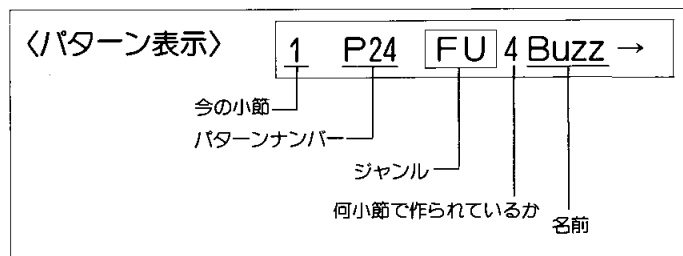 〈パターン表示〉
1 P24 FU 4 Buzz →
今の小節
パターンナンバー
ジャンル
何小節で作られているか
名前